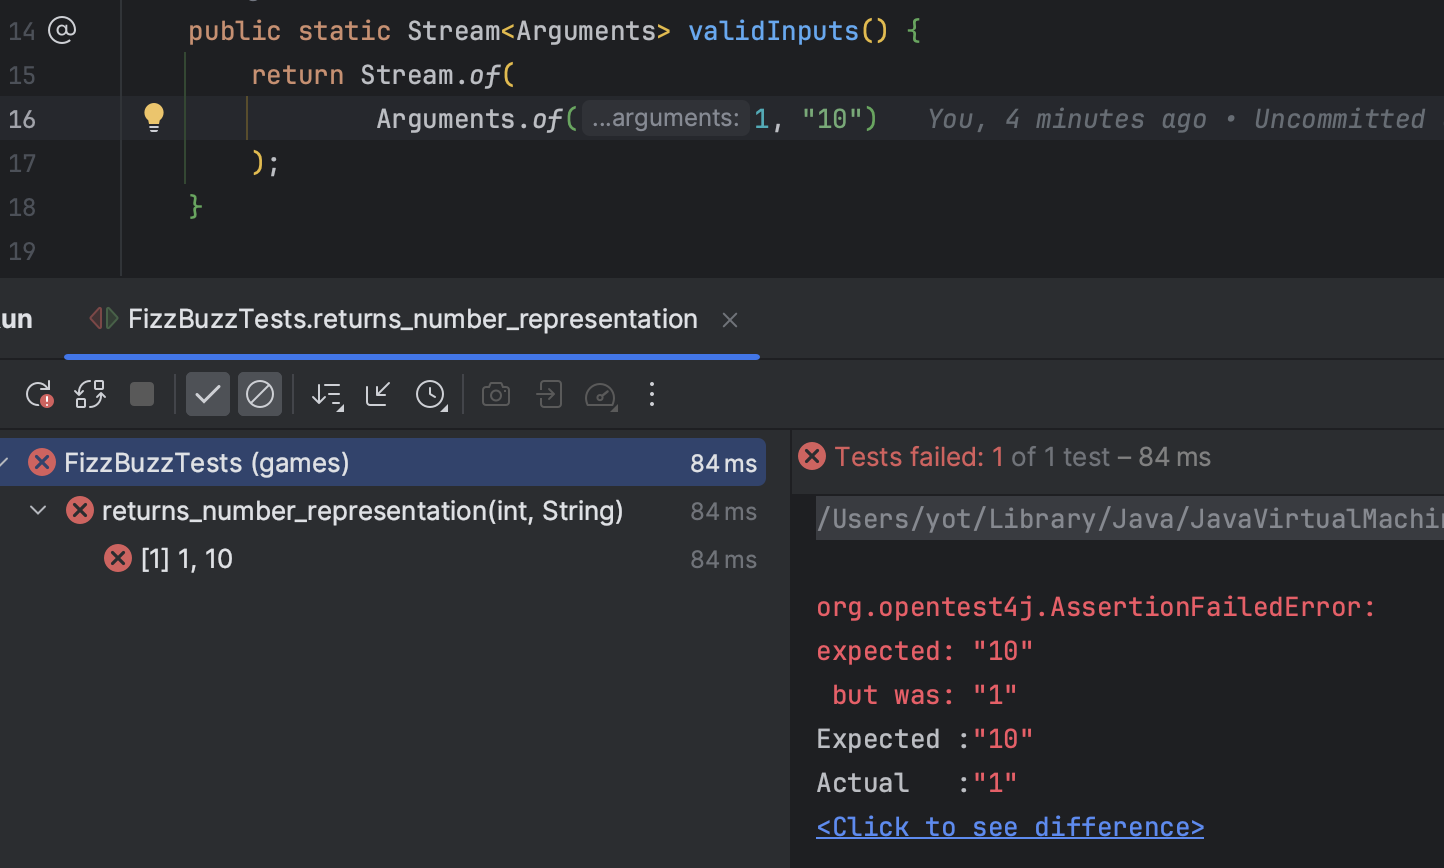 14 public static Stream<Arguments> validInputs() {
15 return Stream.of(
16 Arguments.of( ...arguments: 1, "10") You, 4 minutes ago • Uncommitted
17 );
18 }
19
un FizzBuzzTests.returns_number_representation
FizzBuzzTests (games) 84 ms
Tests failed: 1 of 1 test – 84 ms
returns_number_representation(int, String) 84 ms
/Users/yot/Library/Java/JavaVirtualMachin
[1] 1, 10 84 ms
org.opentest4j.AssertionFailedError:
expected: "10"
but was: "1"
Expected :"10"
Actual :"1"
<Click to see difference>